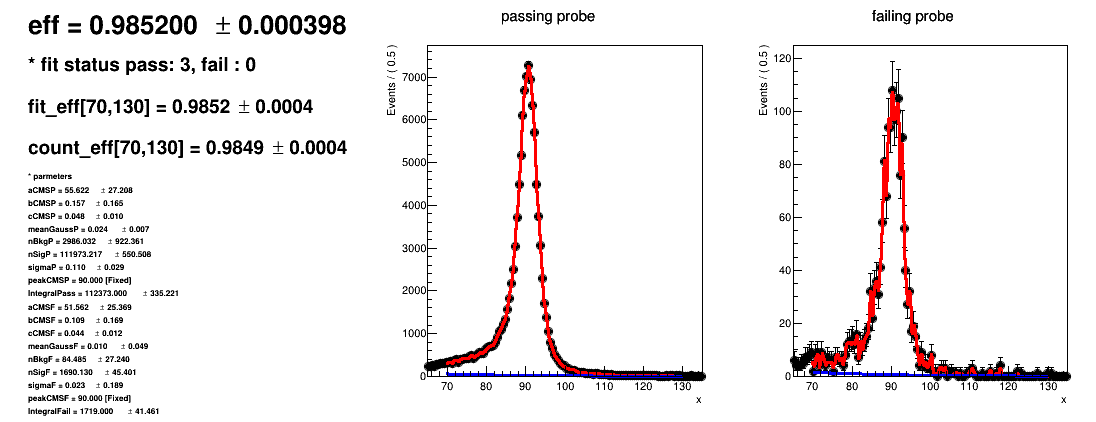 eff = 0.985200 ± 0.000398
* fit status pass: 3, fail : 0
fit_eff[70,130] = 0.9852 ± 0.0004
count_eff[70,130] = 0.9849 ± 0.0004
* parmeters
aCMSP = 55.622 ± 27.208
bCMSP = 0.157 ± 0.165
cCMSP = 0.048 ± 0.010
meanGaussP = 0.024 ± 0.007
nBkgP = 2986.032 ± 922.361
nSigP = 111973.217 ± 550.508
sigmaP = 0.110 ± 0.029
peakCMSP = 90.000 [Fixed]
IntegralPass = 112373.000 ± 335.221
aCMSF = 51.562 ± 25.369
bCMSF = 0.109 ± 0.169
cCMSF = 0.044 ± 0.012
meanGaussF = 0.010 ± 0.049
nBkgF = 84.485 ± 27.240
nSigF = 1690.130 ± 45.401
sigmaF = 0.023 ± 0.189
peakCMSF = 90.000 [Fixed]
IntegralFail = 1719.000 ± 41.461
passing probe
Events / ( 0.5 )
7000
6000
5000
4000
3000
2000
1000
0
70 80 90 100 110 120 130
x
failing probe
Events / ( 0.5 )
120
100
80
60
40
20
0
70 80 90 100 110 120 130
x